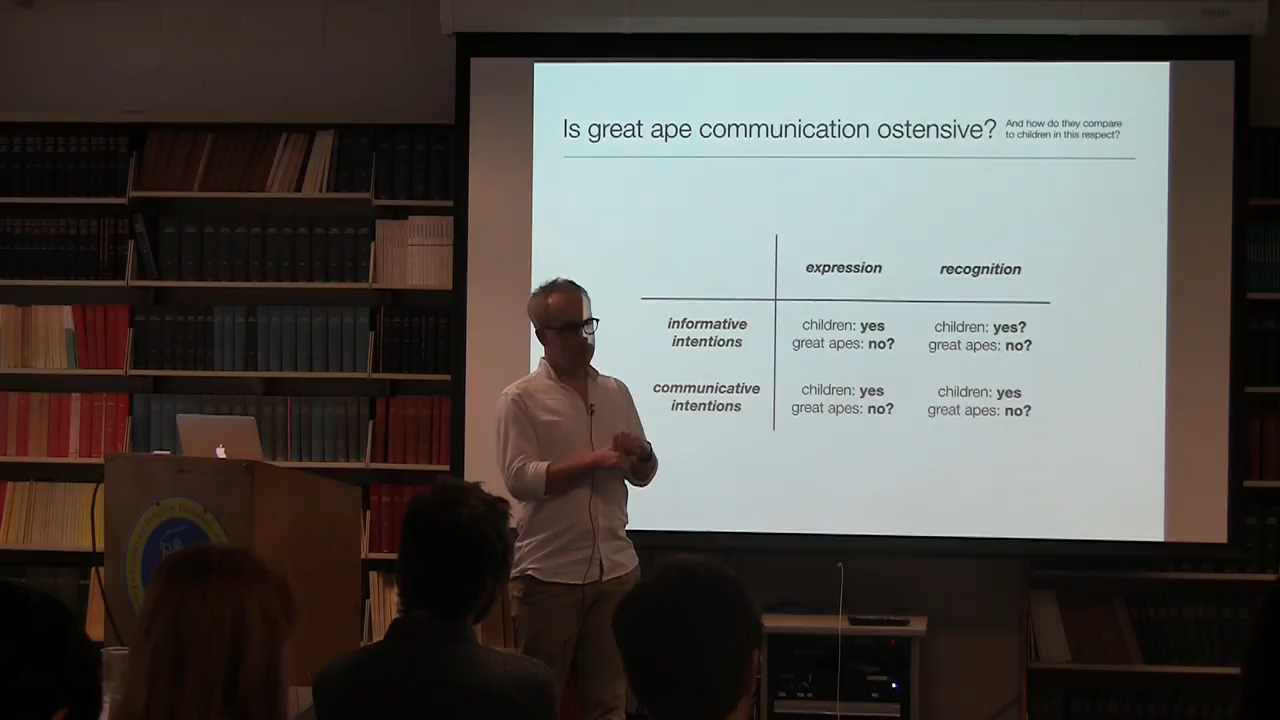 Is great ape communication ostensive?
And how do they compare
to children in this respect?
expression
recognition
informative
intentions
children: yes
great apes: no?
children: yes?
great apes: no?
communicative
intentions
children: yes
great apes: no?
children: yes
great apes: no?